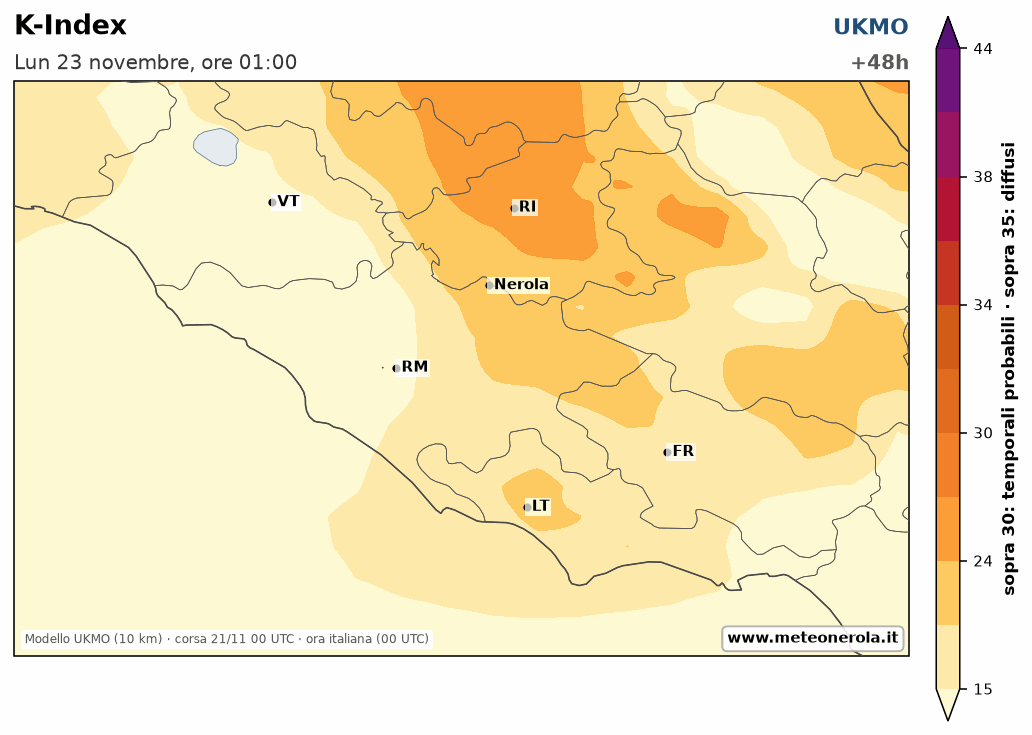 K-Index
UKMO
Lun 23 novembre, ore 01:00
+48h
44
38
34
30
24
15
sopra 30: temporali probabili · sopra 35: diffusi
VT
RI
Nerola
RM
FR
LT
Modello UKMO (10 km) · corsa 21/11 00 UTC · ora italiana (00 UTC)
www.meteonerola.it